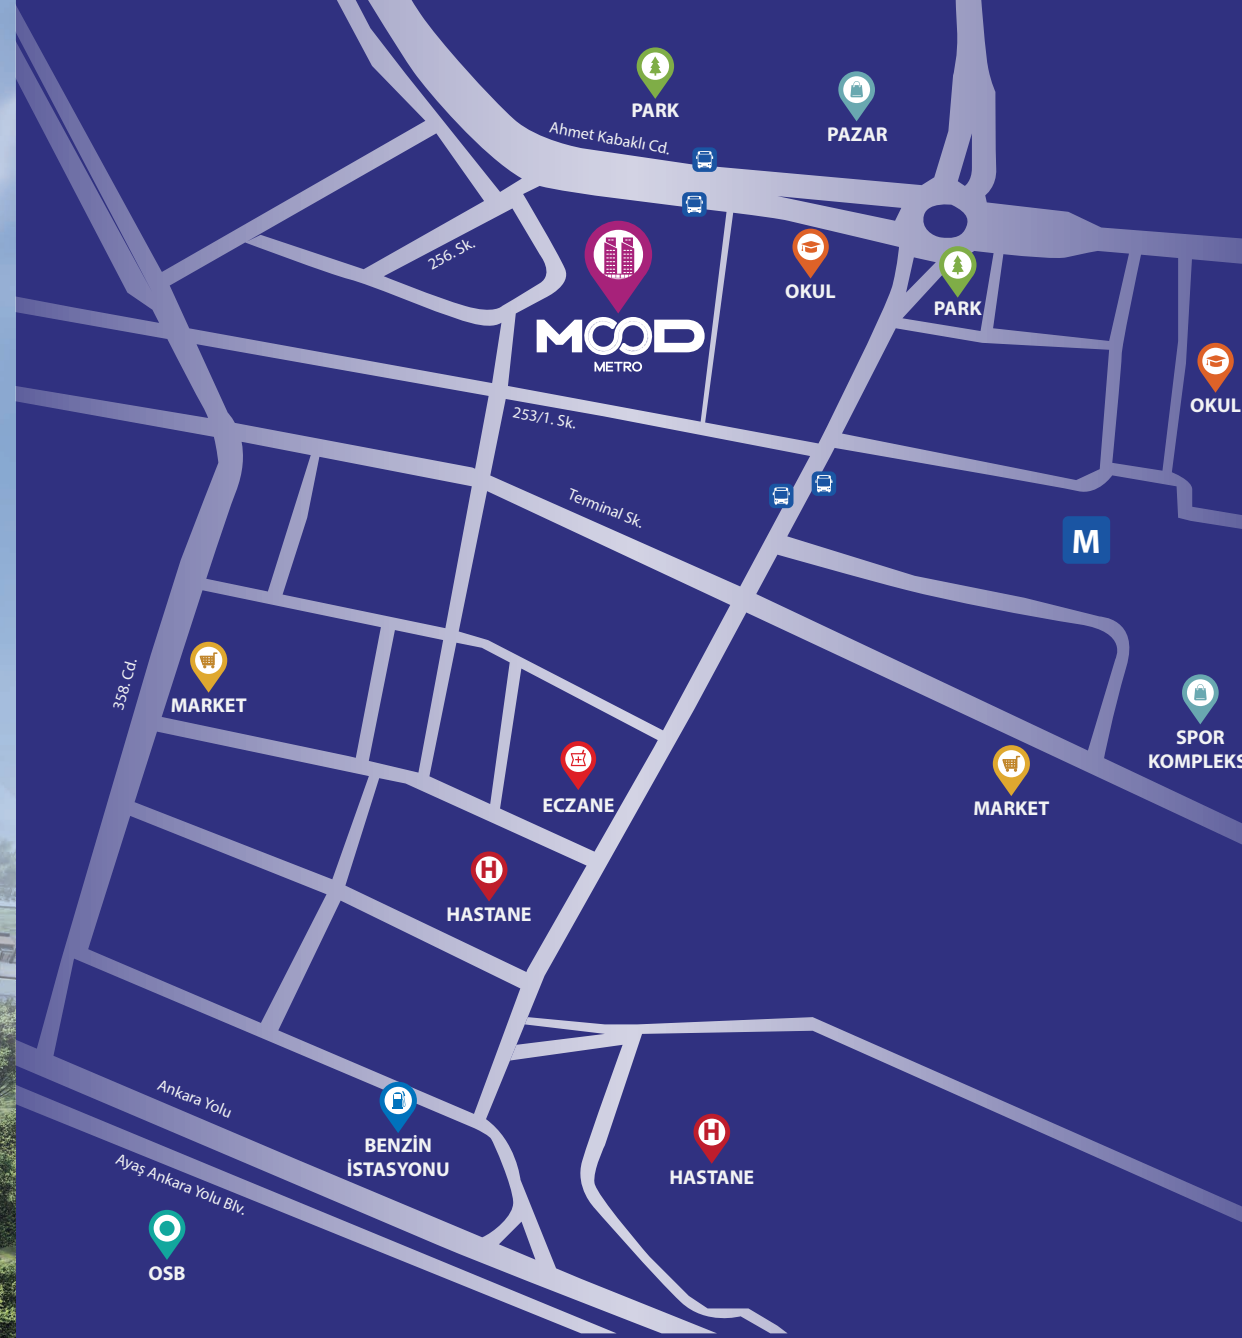 PARK
PAZAR
Ahmet Kabaklı Cd.
256. Sk.
OKUL
PARK
MOOD
METRO
OKUL
253/1. Sk.
Terminal Sk.
M
358. Cd.
MARKET
SPOR
KOMPLEKS
ECZANE
MARKET
H
HASTANE
Ankara Yolu
BENZİN
İSTASYONU
H
HASTANE
Ayaş Ankara Yolu Blv.
OSB